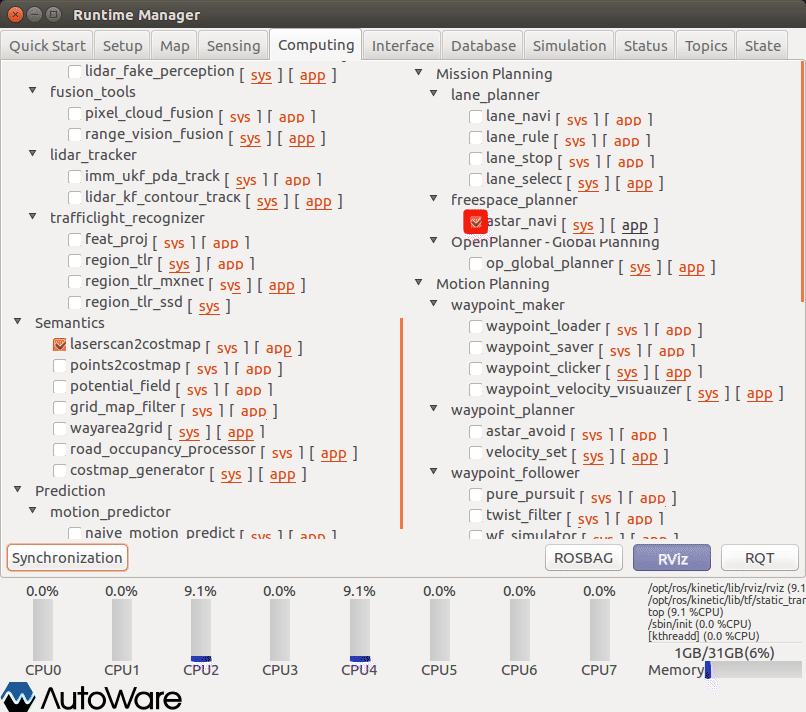 Runtime Manager
Quick Start Setup Map Sensing Computing Interface Database Simulation Status Topics State
lidar_fake_perception [ sys ] [ app ]
fusion_tools
pixel_cloud_fusion [ sys ] [ app ]
range_vision_fusion [ sys ] [ app ]
lidar_tracker
imm_ukf_pda_track [ sys ] [ app ]
lidar_kf_contour_track [ sys ] [ app ]
trafficlight_recognizer
feat_proj [ sys ] [ app ]
region_tlr [ sys ] [ app ]
region_tlr_mxnet [ sys ] [ app ]
region_tlr_ssd [ sys ]
Semantics
laserscan2costmap [ sys ] [ app ]
points2costmap [ sys ] [ app ]
potential_field [ sys ] [ app ]
grid_map_filter [ sys ] [ app ]
wayarea2grid [ sys ] [ app ]
road_occupancy_processor [ sys ] [ app ]
costmap_generator [ sys ] [ app ]
Prediction
motion_predictor
naive_motion_predict [ sys ] [ app ]
Mission Planning
lane_planner
lane_navi [ sys ] [ app ]
lane_rule [ sys ] [ app ]
lane_stop [ sys ] [ app ]
lane_select [ sys ] [ app ]
freespace_planner
astar_navi [ sys ] [ app ]
OpenPlanner - Global Planning
op_global_planner [ sys ] [ app ]
Motion Planning
waypoint_maker
waypoint_loader [ sys ] [ app ]
waypoint_saver [ sys ] [ app ]
waypoint_clicker [ sys ] [ app ]
waypoint_velocity_visualizer [ sys ] [ app ]
waypoint_planner
astar_avoid [ sys ] [ app ]
velocity_set [ sys ] [ app ]
waypoint_follower
pure_pursuit [ sys ] [ app ]
twist_filter [ sys ] [ app ]
wf_simulator [ sys ] [ app ]
Synchronization ROSBAG RViz RQT
0.0% 0.0% 9.1% 0.0% 9.1% 0.0% 0.0% 0.0%
CPU0 CPU1 CPU2 CPU3 CPU4 CPU5 CPU6 CPU7
/opt/ros/kinetic/lib/rviz/rviz (9.1
/opt/ros/kinetic/lib/tf/static_tran
top (9.1 %CPU)
/sbin/init (0.0 %CPU)
[kthreadd] (0.0 %CPU)
1GB/31GB(6%)
Memory
AutoWare